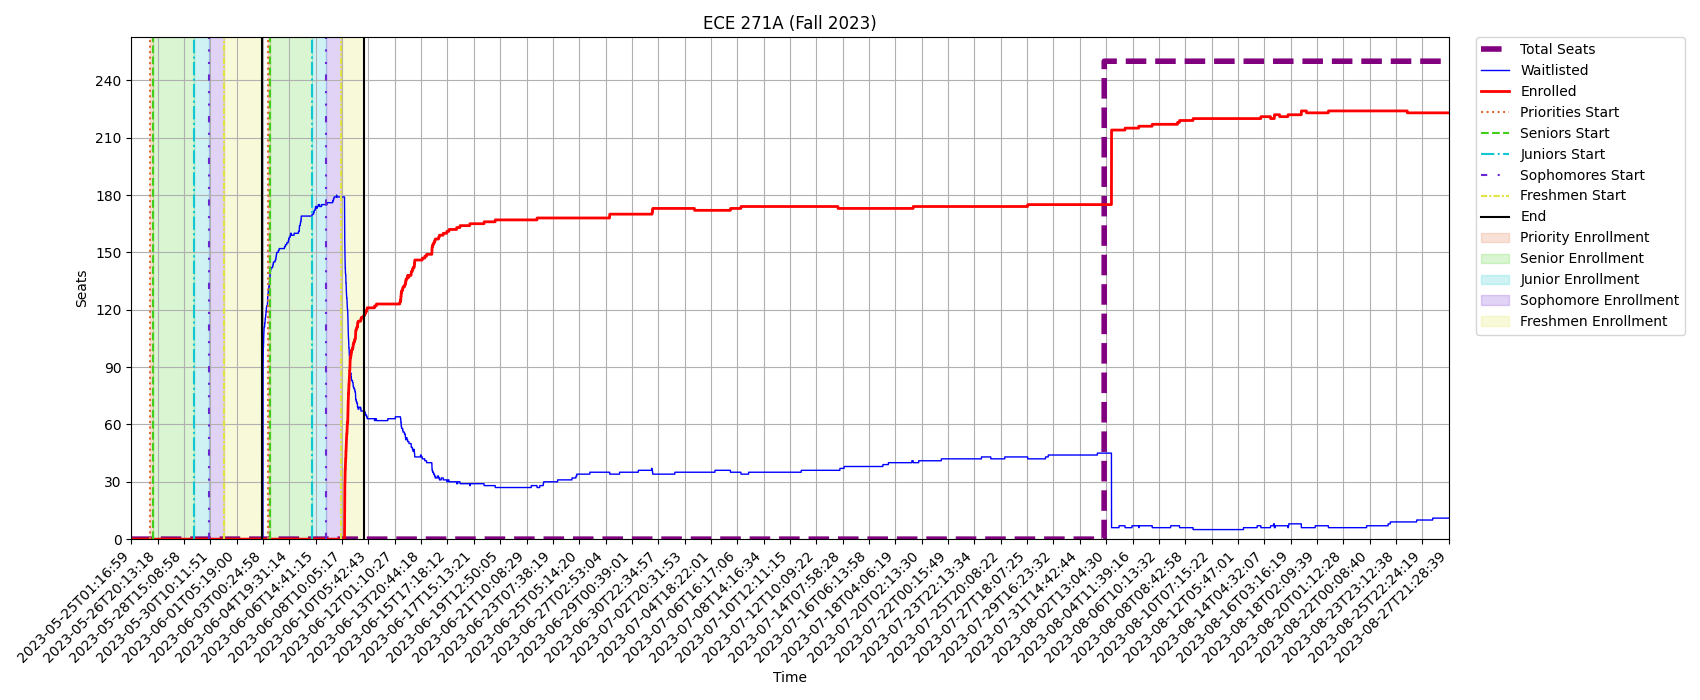 ECE 271A (Fall 2023)
Seats
240
210
180
150
120
90
60
30
0
2023-05-25T01:16:59
2023-05-26T20:13:18
2023-05-28T15:08:58
2023-05-30T10:11:51
2023-06-01T05:19:00
2023-06-03T00:24:58
2023-06-04T19:31:14
2023-06-06T14:41:15
2023-06-08T10:05:17
2023-06-10T05:42:43
2023-06-12T01:10:27
2023-06-13T20:44:18
2023-06-15T17:18:12
2023-06-17T15:13:21
2023-06-19T12:50:05
2023-06-21T10:08:29
2023-06-23T07:38:19
2023-06-25T05:14:20
2023-06-27T02:53:04
2023-06-29T00:39:01
2023-06-30T22:34:57
2023-07-02T20:31:53
2023-07-04T18:22:01
2023-07-06T16:17:06
2023-07-08T14:16:34
2023-07-10T12:11:15
2023-07-12T10:09:22
2023-07-14T07:58:28
2023-07-16T06:13:58
2023-07-18T04:06:19
2023-07-20T02:13:30
2023-07-22T00:15:49
2023-07-23T22:13:34
2023-07-25T20:08:22
2023-07-27T18:07:25
2023-07-29T16:23:32
2023-07-31T14:42:44
2023-08-02T13:04:30
2023-08-04T11:39:16
2023-08-06T10:13:32
2023-08-08T08:42:58
2023-08-10T07:15:22
2023-08-12T05:47:01
2023-08-14T04:32:07
2023-08-16T03:16:19
2023-08-18T02:09:39
2023-08-20T01:12:28
2023-08-22T00:08:40
2023-08-23T23:12:38
2023-08-25T22:24:19
2023-08-27T21:28:39
Time
Total Seats
Waitlisted
Enrolled
Priorities Start
Seniors Start
Juniors Start
Sophomores Start
Freshmen Start
End
Priority Enrollment
Senior Enrollment
Junior Enrollment
Sophomore Enrollment
Freshmen Enrollment